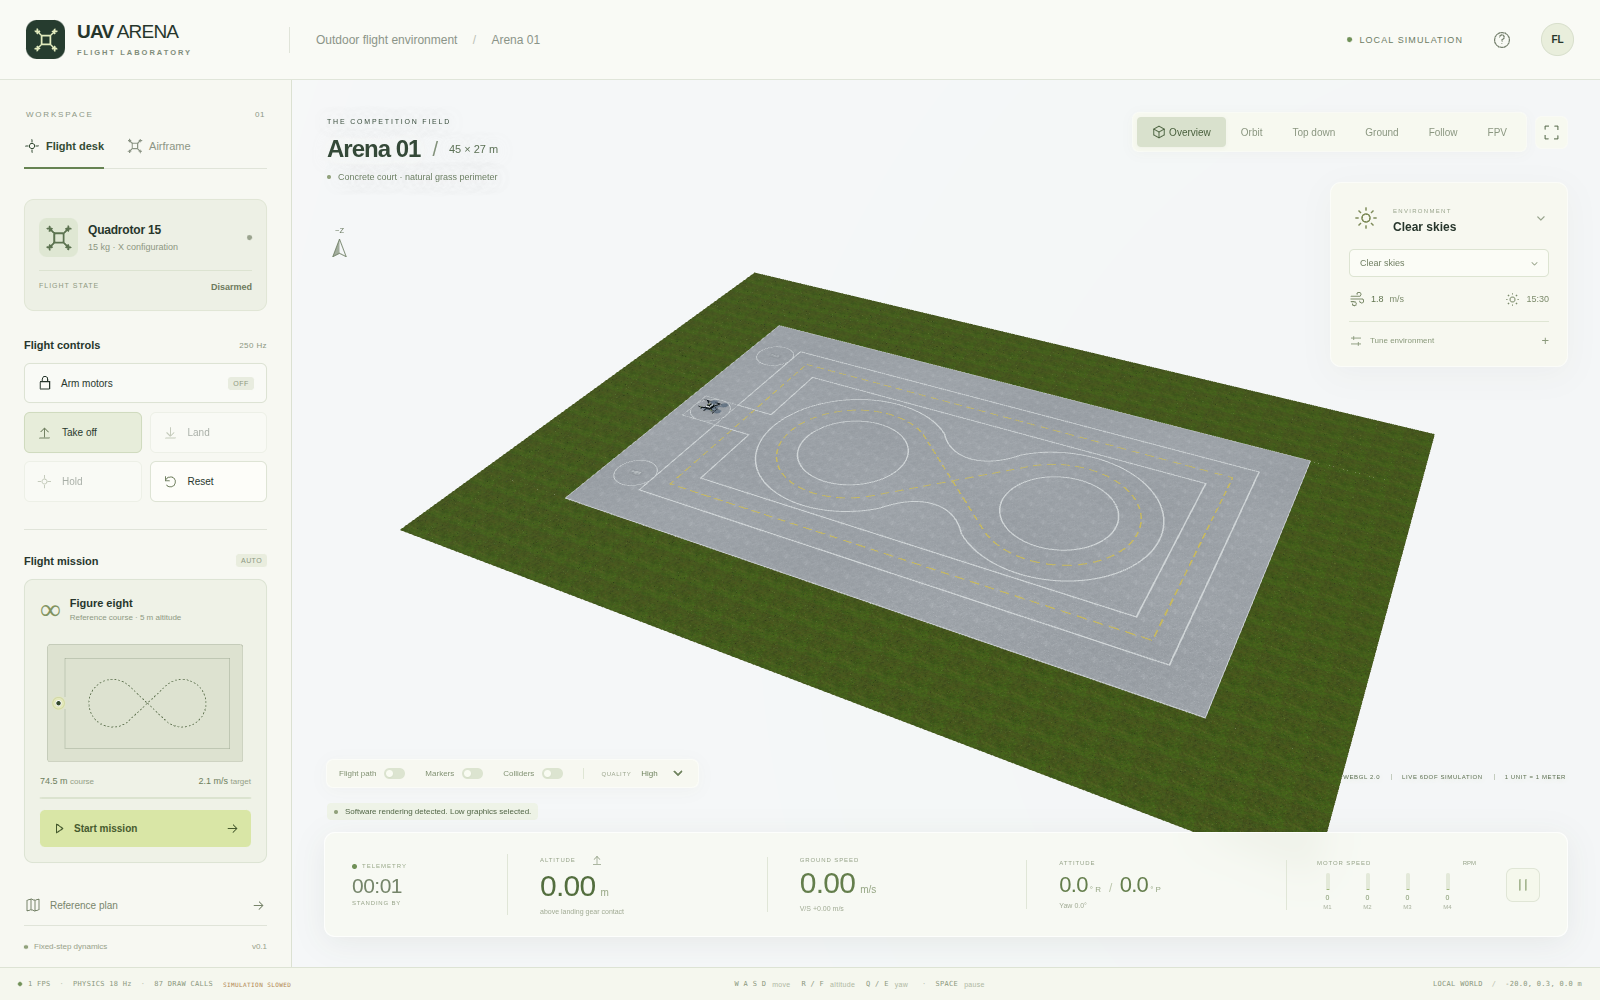 UAV ARENA
FLIGHT LABORATORY
Outdoor flight environment / Arena 01
LOCAL SIMULATION
FL
WORKSPACE 01
Flight desk
Airframe
Quadrotor 15
15 kg · X configuration
FLIGHT STATE Disarmed
Flight controls 250 Hz
Arm motors OFF
Take off
Land
Hold
Reset
Flight mission AUTO
Figure eight
Reference course · 5 m altitude
74.5 m course 2.1 m/s target
Start mission
Reference plan
Fixed-step dynamics v0.1
THE COMPETITION FIELD
Arena 01 / 45 × 27 m
Concrete court · natural grass perimeter
−Z
Overview
Orbit
Top down
Ground
Follow
FPV
ENVIRONMENT
Clear skies
Clear skies
1.8 m/s
15:30
Tune environment +
Flight path
Markers
Colliders
QUALITY High
WEBGL 2.0 | LIVE 6DOF SIMULATION | 1 UNIT = 1 METER
Software rendering detected. Low graphics selected.
TELEMETRY
00:01
STANDING BY
ALTITUDE
0.00 m
above landing gear contact
GROUND SPEED
0.00 m/s
V/S +0.00 m/s
ATTITUDE
0.0° R / 0.0° P
Yaw 0.0°
MOTOR SPEED RPM
0 0 0 0
M1 M2 M3 M4
1 FPS · PHYSICS 18 Hz · 87 DRAW CALLS SIMULATION SLOWED
W A S D move R / F altitude Q / E yaw · SPACE pause
LOCAL WORLD / -20.0, 0.3, 0.0 m